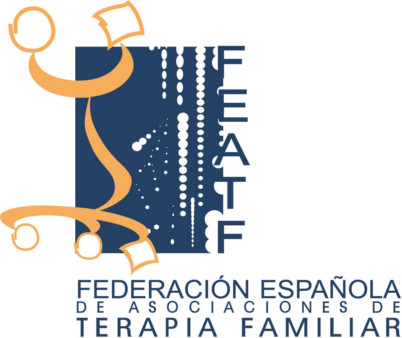 FEATF
FEDERACIÓN ESPAÑOLA
DE ASOCIACIONES DE
TERAPIA FAMILIAR